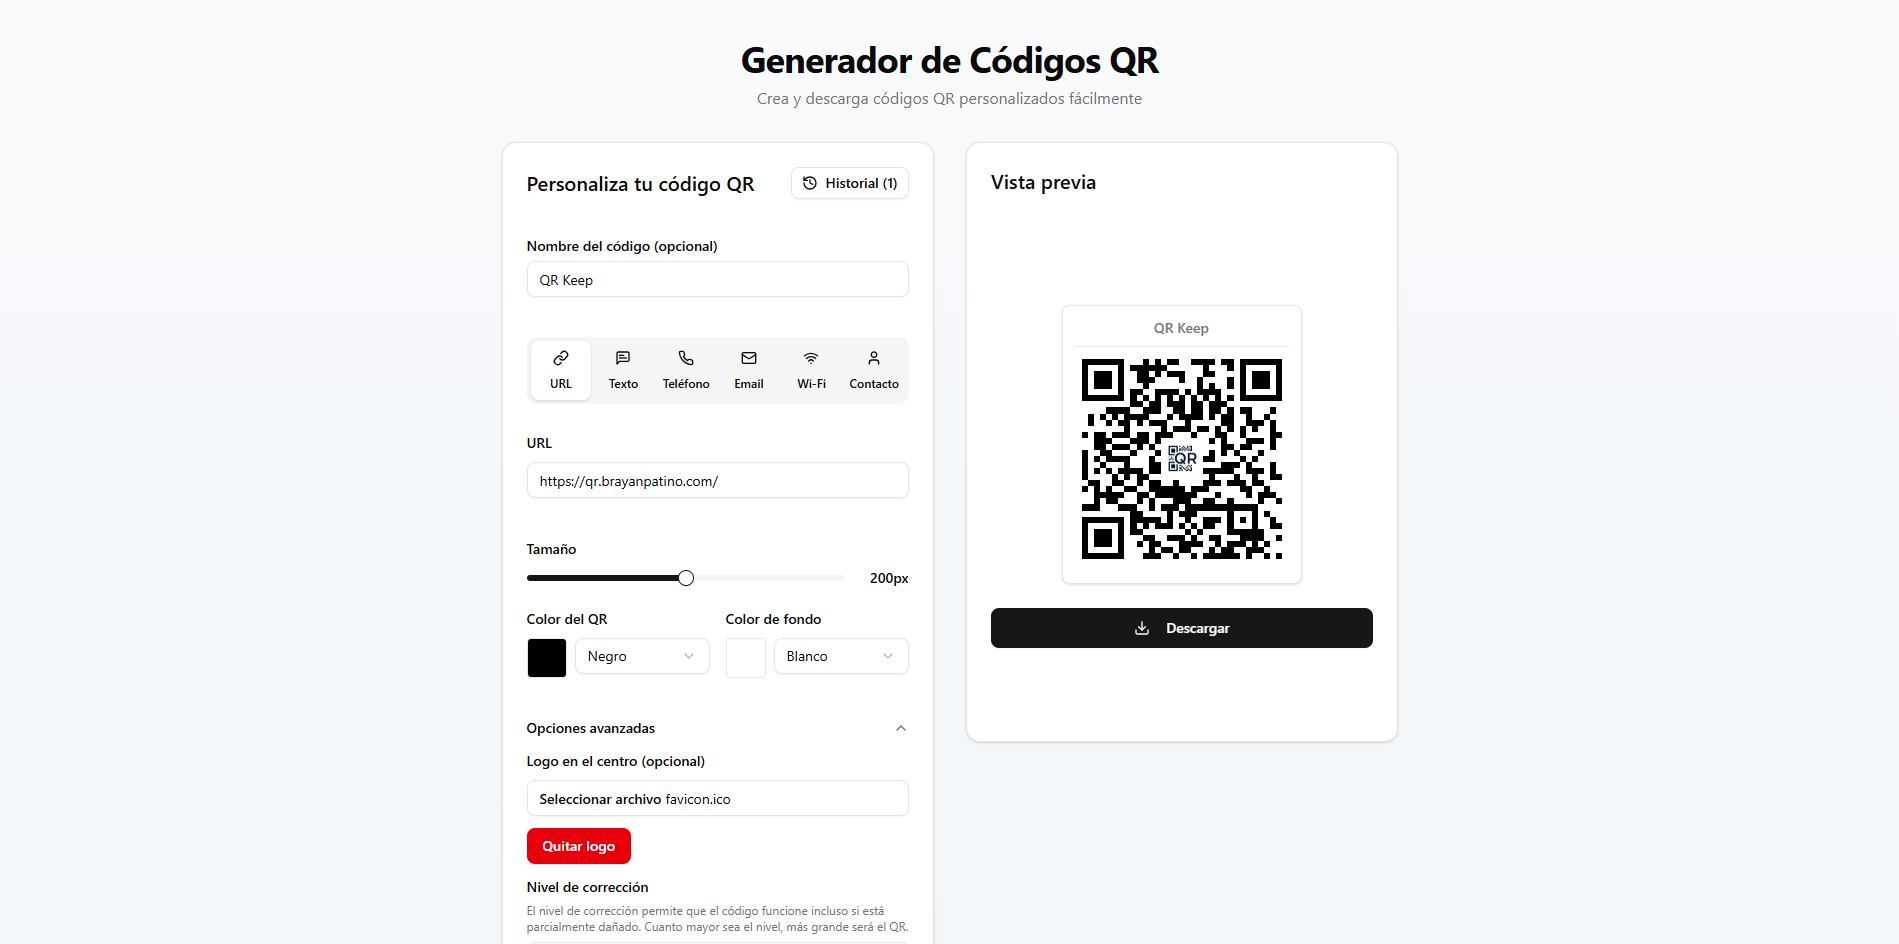 Generador de Códigos QR
Crea y descarga códigos QR personalizados fácilmente
Personaliza tu código QR
Historial (1)
Nombre del código (opcional)
QR Keep
URL
Texto
Teléfono
Email
Wi-Fi
Contacto
URL
https://qr.brayanpatino.com/
Tamaño
200px
Color del QR
Color de fondo
Negro
Blanco
Opciones avanzadas
Logo en el centro (opcional)
Seleccionar archivo favicon.ico
Quitar logo
Nivel de corrección
El nivel de corrección permite que el código funcione incluso si está
parcialmente dañado. Cuanto mayor sea el nivel, más grande será el QR.
Vista previa
QR Keep
QR
Descargar